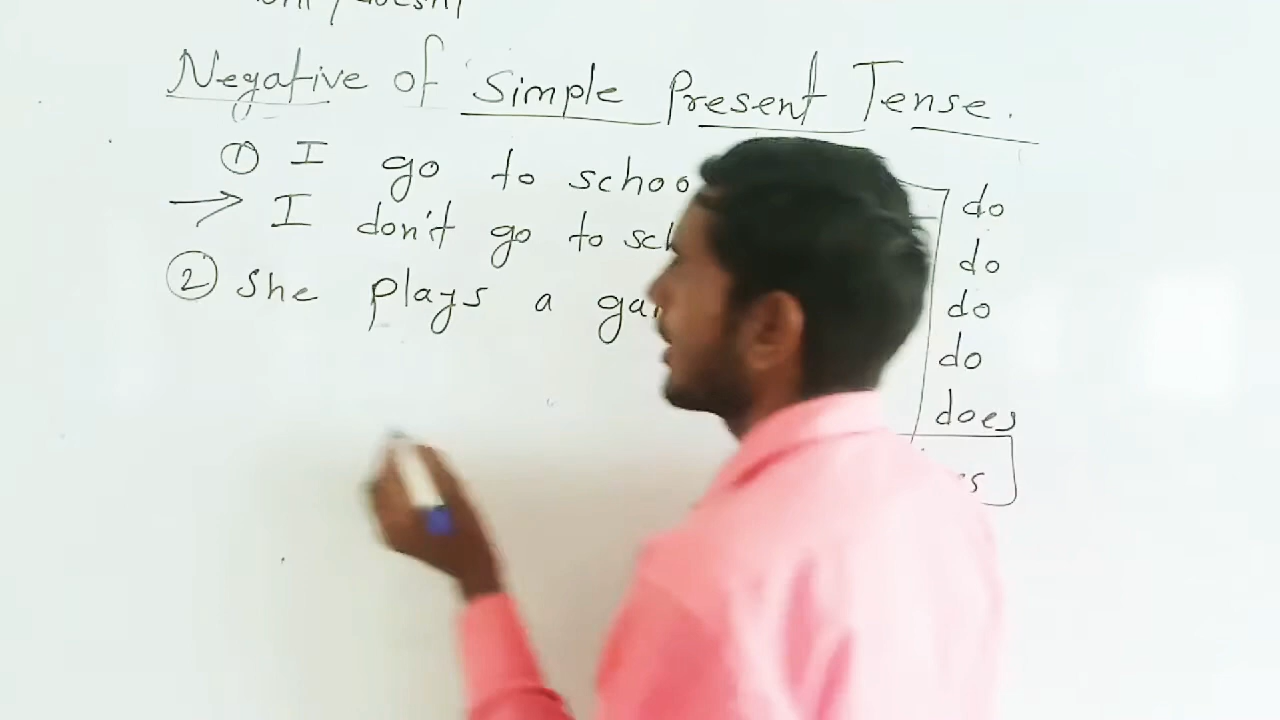 Negative of Simple Present Tense.
① I go to schoo
→ I don't go to sch
② She plays a ga
do
do
do
do
does